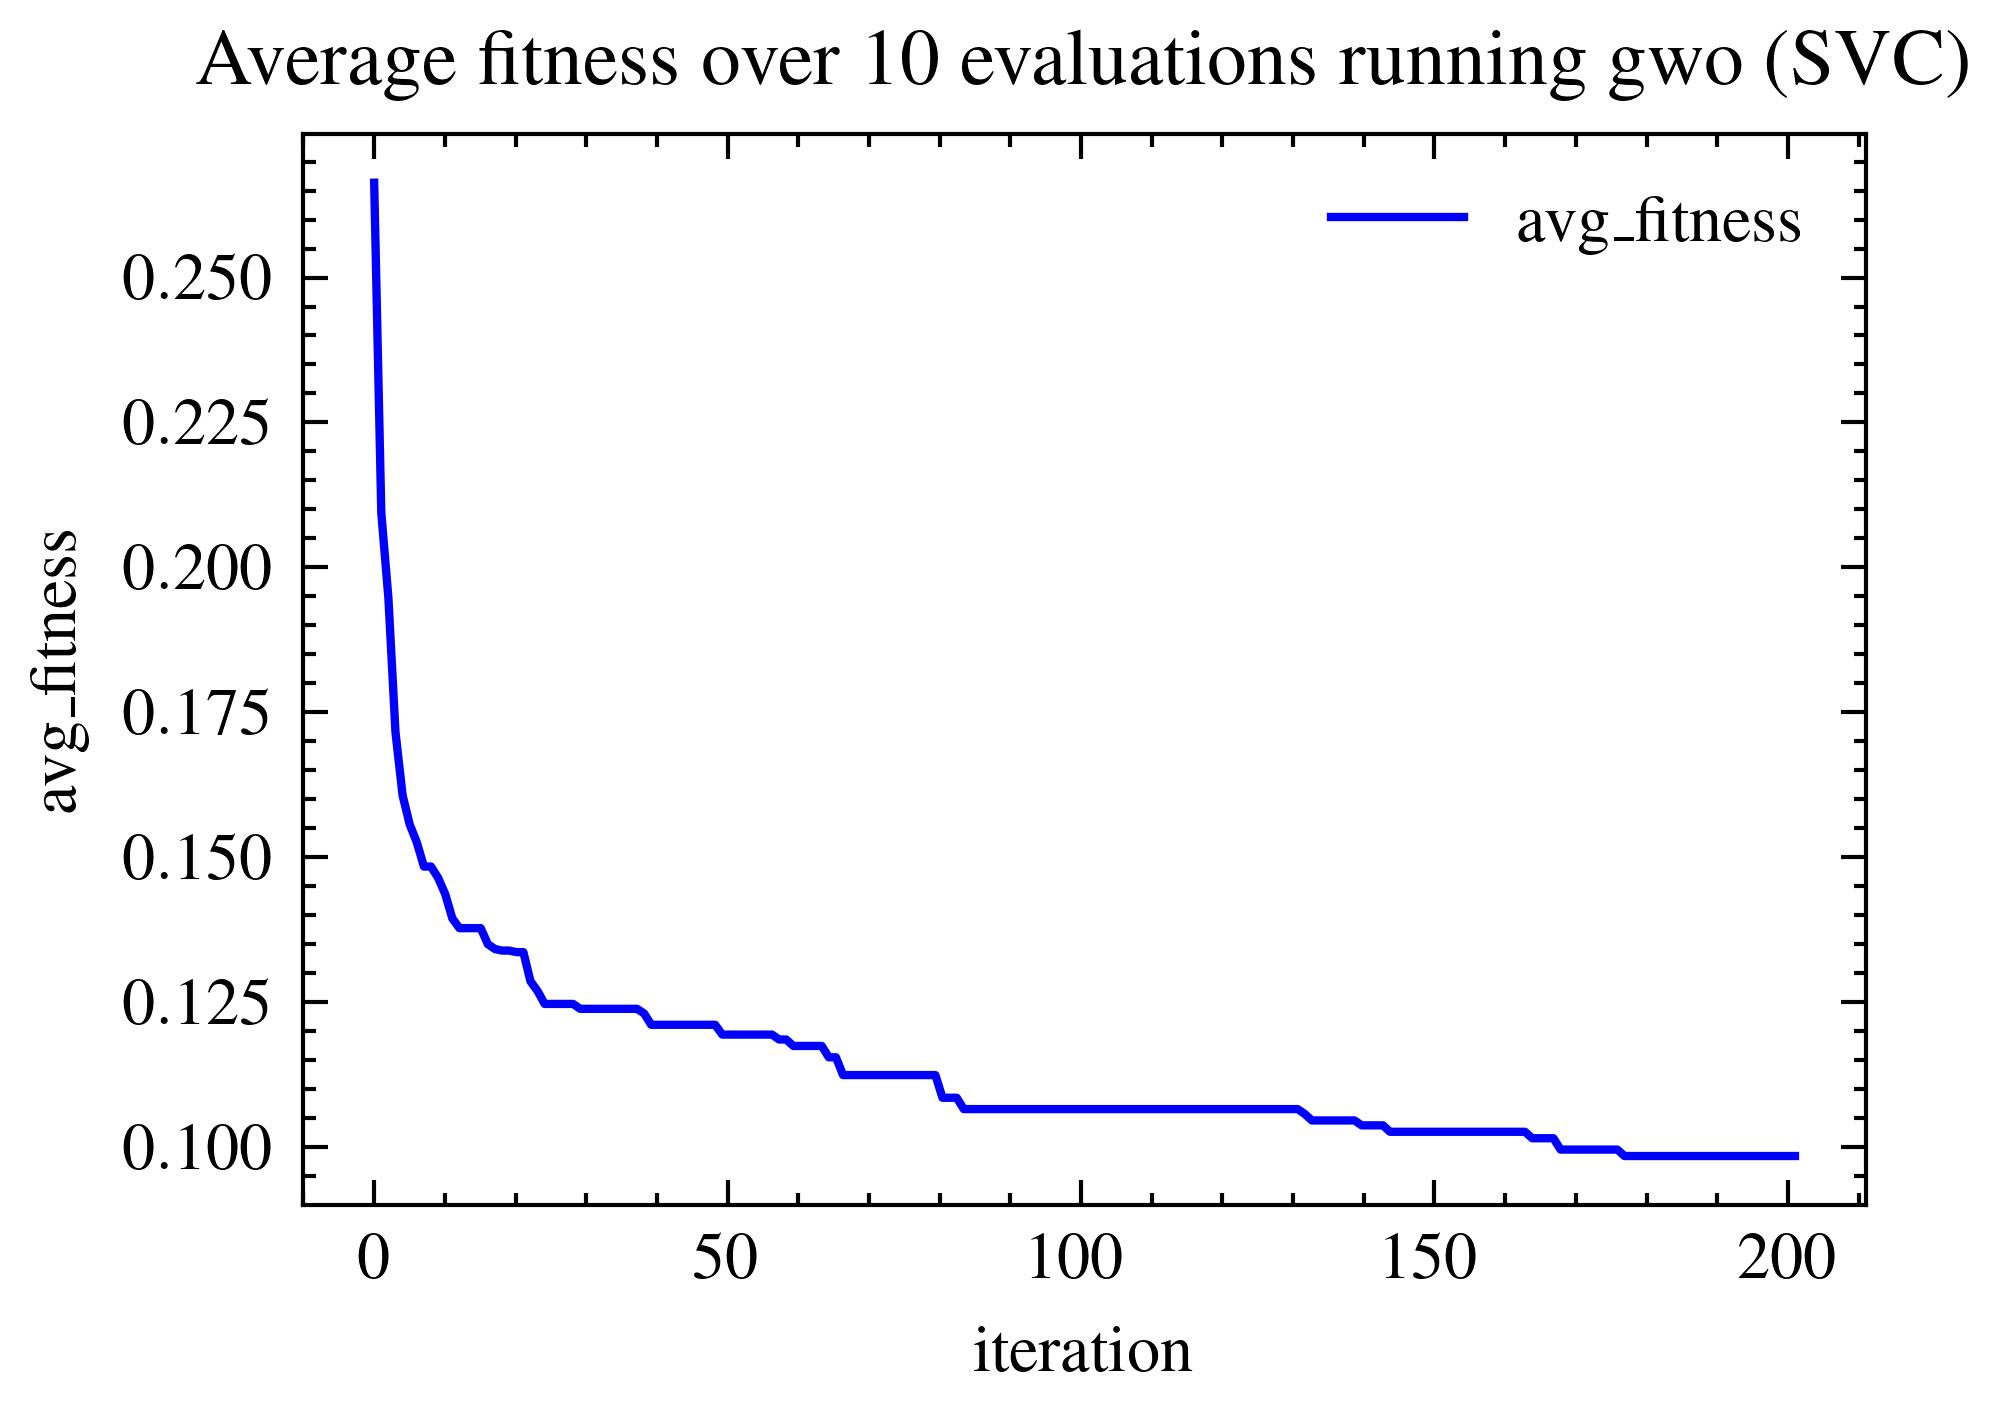 Average fitness over 10 evaluations running gwo (SVC)
avg_fitness
0.250
0.225
0.200
0.175
0.150
0.125
0.100
avg_fitness
0 50 100 150 200
iteration